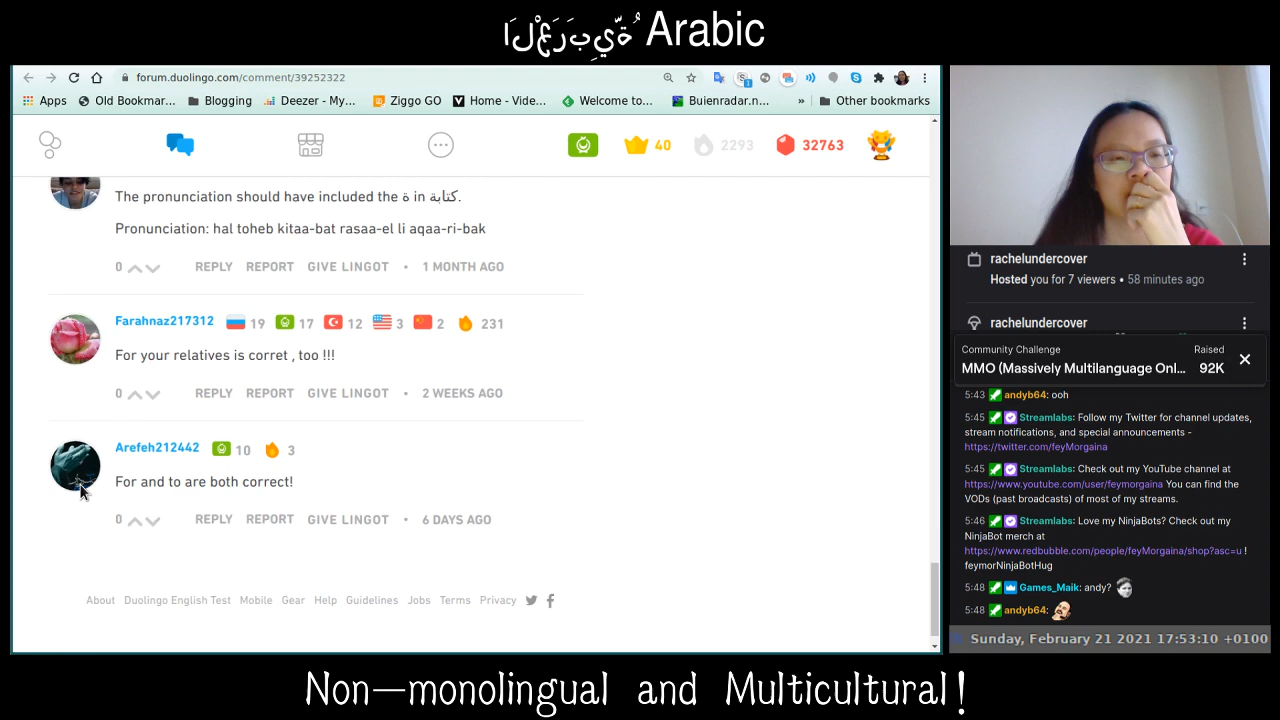 اَلْعَرَبِيَّةُ Arabic
forum.duolingo.com/comment/39252322
Apps Old Bookmar... Blogging Deezer - My... Ziggo GO Home - Vide... Welcome to... Buienradar.n... » Other bookmarks
40 2293 32763
The pronunciation should have included the ة in كتابة.
Pronunciation: hal toheb kitaa-bat rasaa-el li aqaa-ri-bak
0 REPLY REPORT GIVE LINGOT • 1 MONTH AGO
Farahnaz217312 19 17 12 3 2 231
For your relatives is corret , too !!!
0 REPLY REPORT GIVE LINGOT • 2 WEEKS AGO
Arefeh212442 10 3
For and to are both correct!
0 REPLY REPORT GIVE LINGOT • 6 DAYS AGO
About Duolingo English Test Mobile Gear Help Guidelines Jobs Terms Privacy
rachelundercover
Hosted you for 7 viewers • 58 minutes ago
rachelundercover
Community Challenge Raised
MMO (Massively Multilanguage Onl... 92K
5:43 andyb64: ooh
5:45 Streamlabs: Follow my Twitter for channel updates,
stream notifications, and special announcements -
https://twitter.com/feyMorgaina
5:45 Streamlabs: Check out my YouTube channel at
https://www.youtube.com/user/feymorgaina You can find the
VODs (past broadcasts) of most of my streams.
5:46 Streamlabs: Love my NinjaBots? Check out my
NinjaBot merch at
https://www.redbubble.com/people/feyMorgaina/shop?asc=u !
feymorNinjaBotHug
5:48 Games_Maik: andy?
5:48 andyb64:
Sunday, February 21 2021 17:53:10 +0100
Non-monolingual and Multicultural!